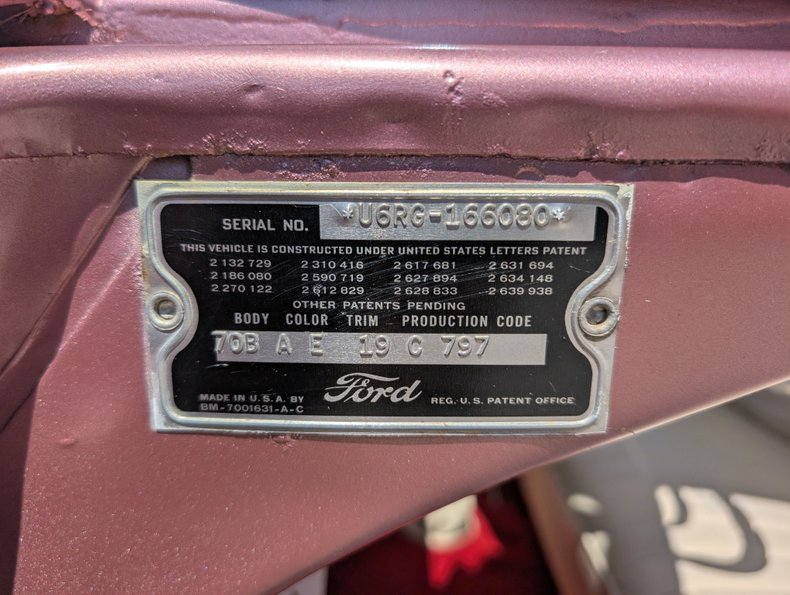 SERIAL NO. *U6RG-166080*
THIS VEHICLE IS CONSTRUCTED UNDER UNITED STATES LETTERS PATENT
2 132 729 2 310 416 2 617 681 2 631 694
2 186 080 2 590 719 2 627 894 2 634 148
2 270 122 2 612 829 2 628 833 2 639 938
OTHER PATENTS PENDING
BODY COLOR TRIM PRODUCTION CODE
70B A E 19 C 797
MADE IN U.S.A. BY Ford REG. U.S. PATENT OFFICE
BM-7001631-A-C